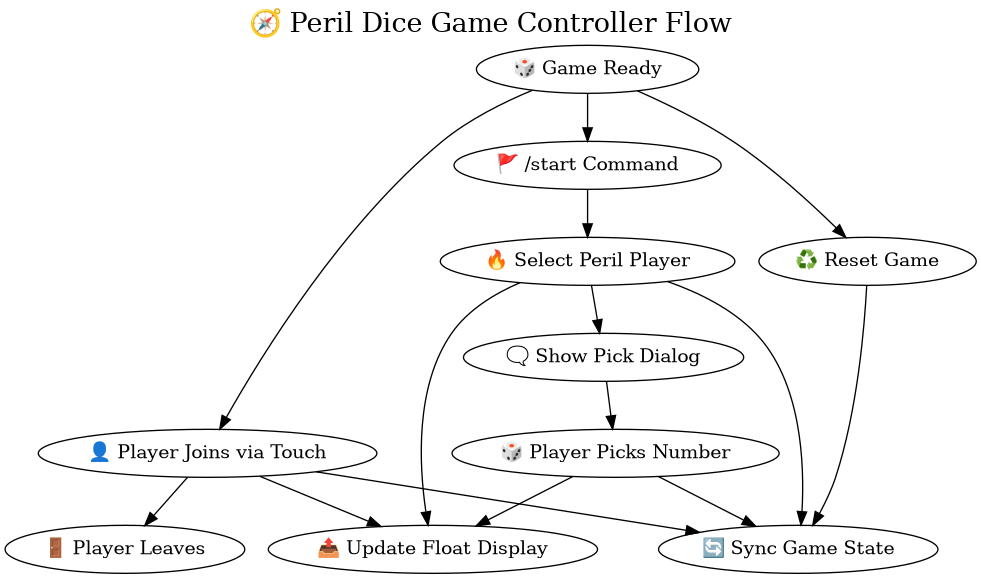 🧭 Peril Dice Game Controller Flow
🎲 Game Ready
🚩 /start Command
🔥 Select Peril Player
♻️ Reset Game
🗨️ Show Pick Dialog
👤 Player Joins via Touch
🎲 Player Picks Number
🚪 Player Leaves
📤 Update Float Display
🔄 Sync Game State